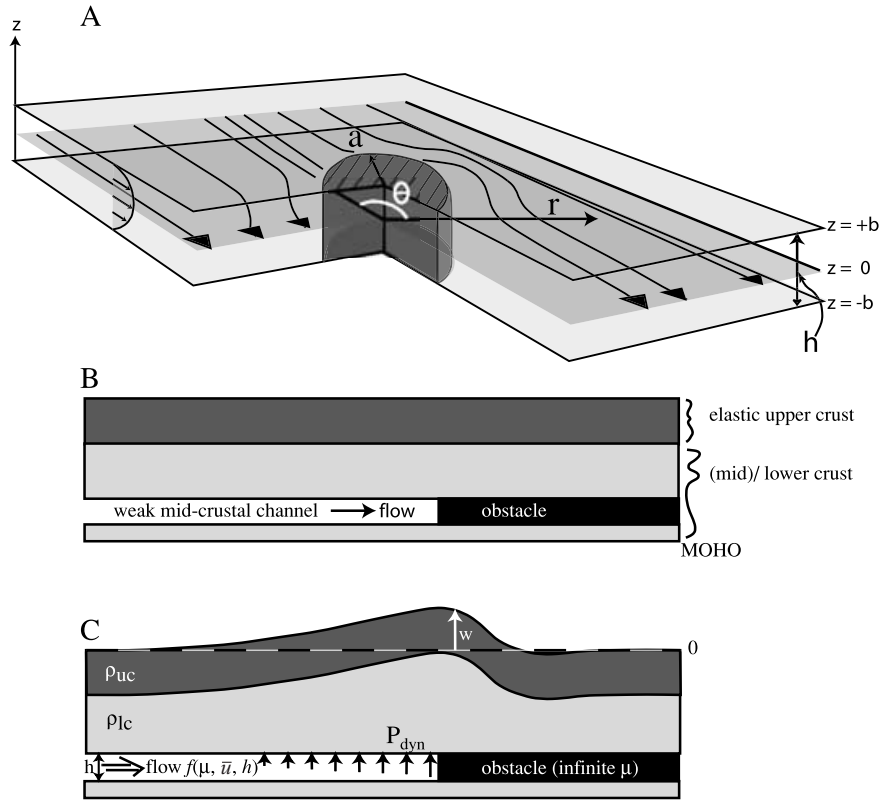 A
z
a
θ
r
z = +b
z = 0
z = -b
h
B
elastic upper crust
(mid)/ lower crust
weak mid-crustal channel flow obstacle
MOHO
C
w
0
ρuc
ρlc
Pdyn
h flow f(μ, u̅, h) obstacle (infinite μ)